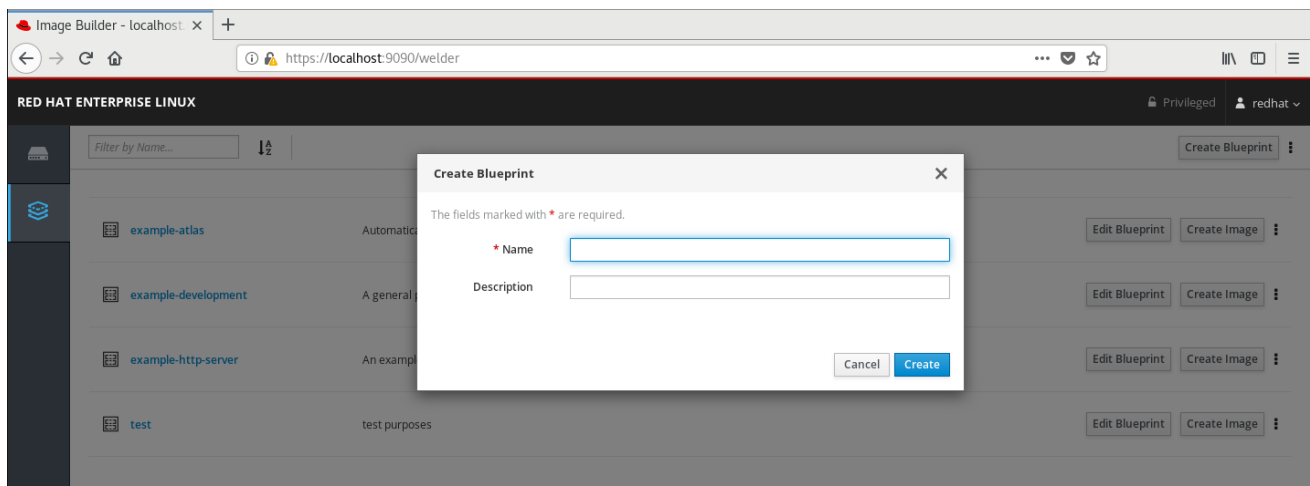 Image Builder - localhost.
https://localhost:9090/welder
RED HAT ENTERPRISE LINUX
Privileged redhat
Filter by Name...
Create Blueprint
Create Blueprint
The fields marked with * are required.
* Name
Description
Cancel Create
example-atlas Automatica Edit Blueprint Create Image
example-development A general p Edit Blueprint Create Image
example-http-server An exampl Edit Blueprint Create Image
test test purposes Edit Blueprint Create Image